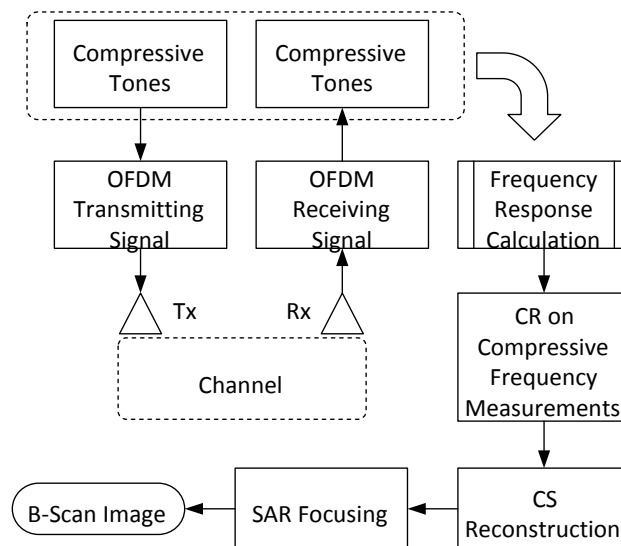 Compressive
Tones
Compressive
Tones
OFDM
Transmitting
Signal
OFDM
Receiving
Signal
Frequency
Response
Calculation
Tx
Rx
Channel
CR on
Compressive
Frequency
Measurements
B-Scan Image
SAR Focusing
CS
Reconstruction